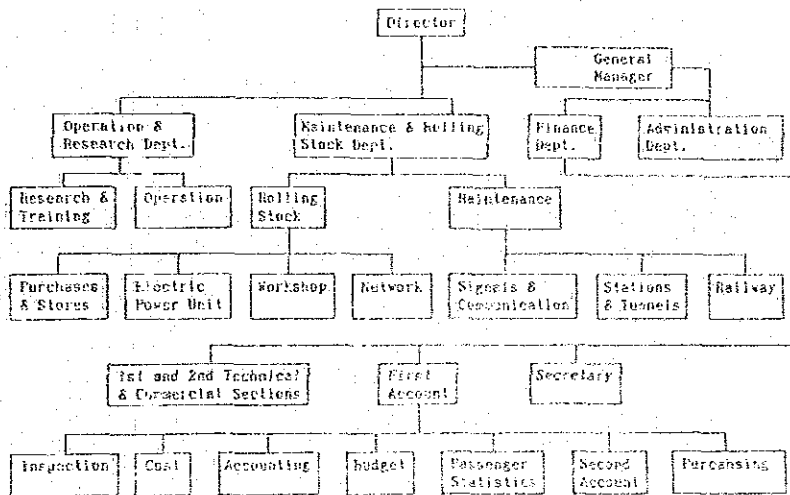 Director
General
Manager
Operation &
Research Dept.
Maintenance & Rolling
Stock Dept.
Finance
Dept.
Administration
Dept.
Research &
Training
Operation
Rolling
Stock
Maintenance
Purchases
& Stores
Electric
Power Unit
Workshop
Network
Signals &
Communication
Stations
& Tunnels
Railway
1st and 2nd Technical
& Commercial Sections
First
Account
Secretary
Inspection
Accounting
Budget
Passenger
Statistics
Second
Account
Purcahsing